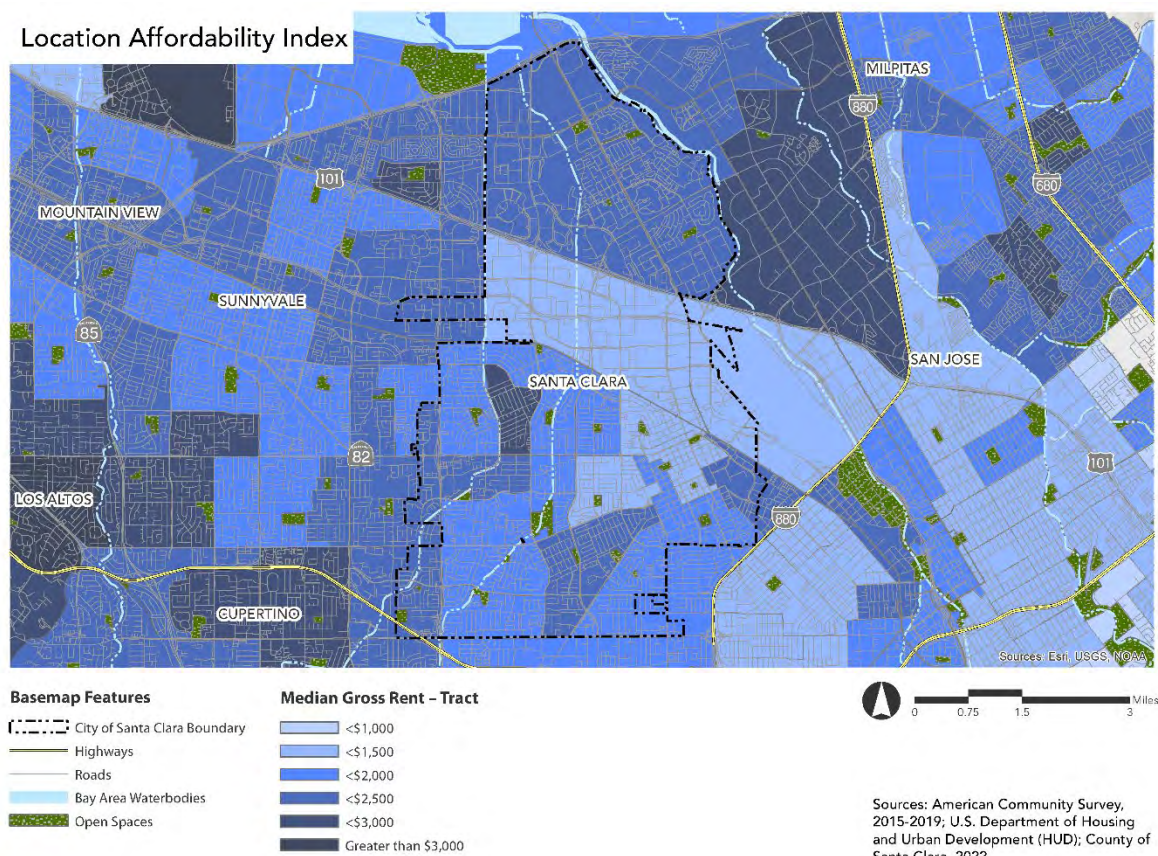 Location Affordability Index
MILPITAS
880
680
101
MOUNTAIN VIEW
SUNNYVALE
85
SAN JOSE
SANTA CLARA
82
101
LOS ALTOS
880
CUPERTINO
Sources: Esri, USGS, NOAA
Basemap Features
City of Santa Clara Boundary
Highways
Roads
Bay Area Waterbodies
Open Spaces
Median Gross Rent – Tract
<$1,000
<$1,500
<$2,000
<$2,500
<$3,000
Greater than $3,000
Miles
0 0.75 1.5 3
Sources: American Community Survey,
2015-2019; U.S. Department of Housing
and Urban Development (HUD); County of
Santa Clara, 2022